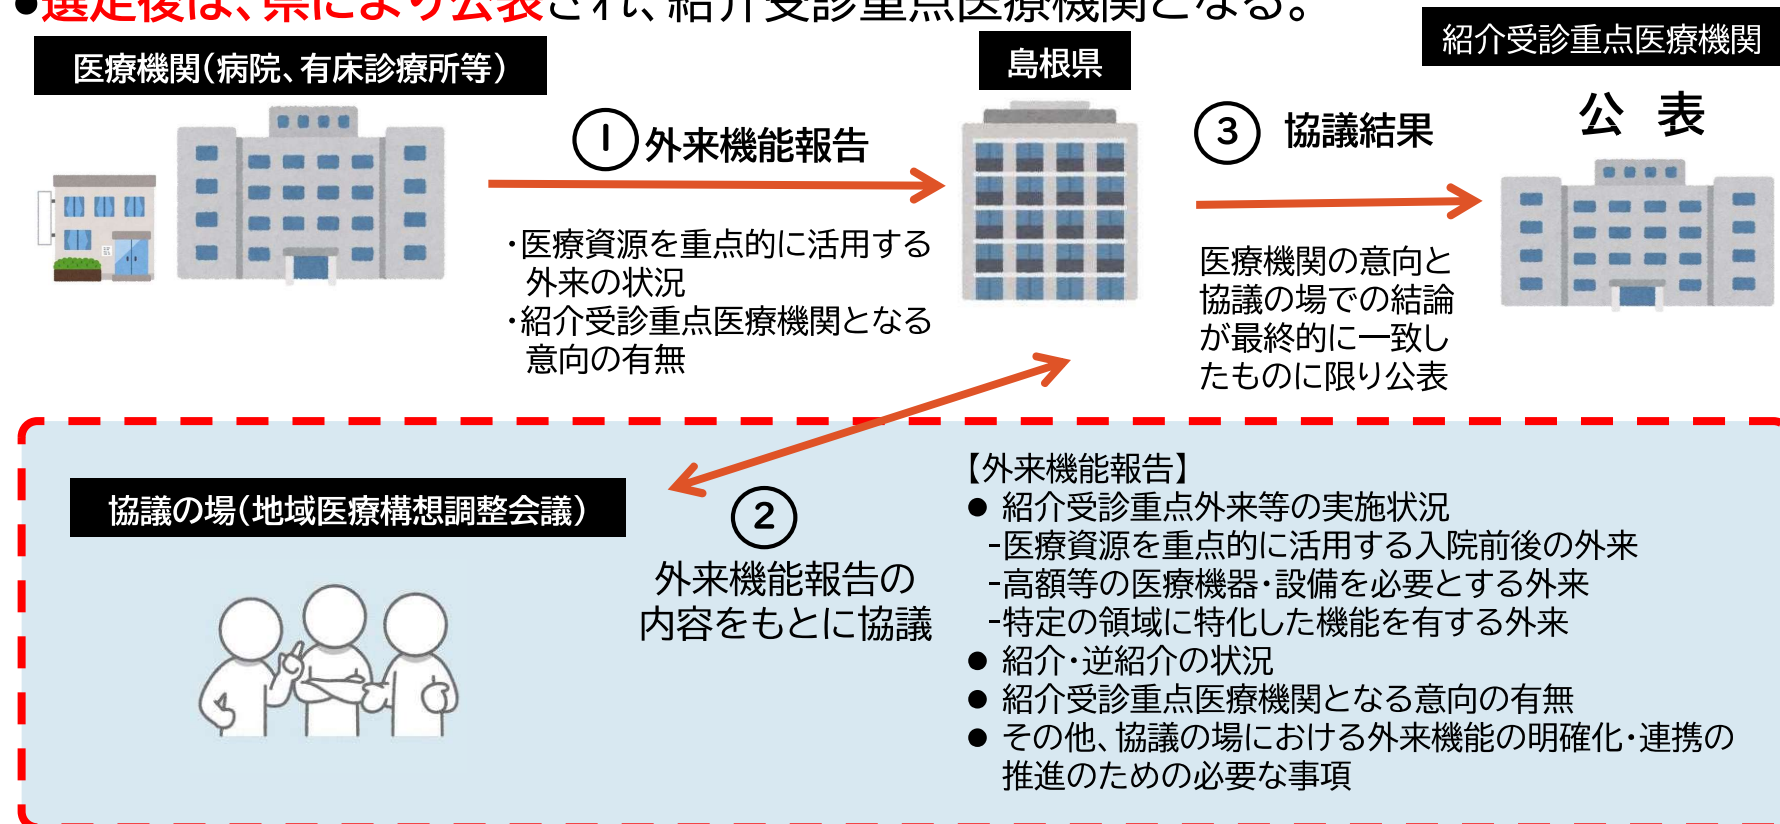 ●選定後は、県により公表され、紹介受診重点医療機関となる。
医療機関（病院、有床診療所等）
島根県
紹介受診重点医療機関
① 外来機能報告
・医療資源を重点的に活用する
外来の状況
・紹介受診重点医療機関となる
意向の有無
③ 協議結果
公 表
医療機関の意向と
協議の場での結論
が最終的に一致し
たものに限り公表
協議の場（地域医療構想調整会議）
②
外来機能報告の
内容をもとに協議
【外来機能報告】
● 紹介受診重点外来等の実施状況
-医療資源を重点的に活用する入院前後の外来
-高額等の医療機器・設備を必要とする外来
-特定の領域に特化した機能を有する外来
● 紹介・逆紹介の状況
● 紹介受診重点医療機関となる意向の有無
● その他、協議の場における外来機能の明確化・連携の
推進のための必要な事項